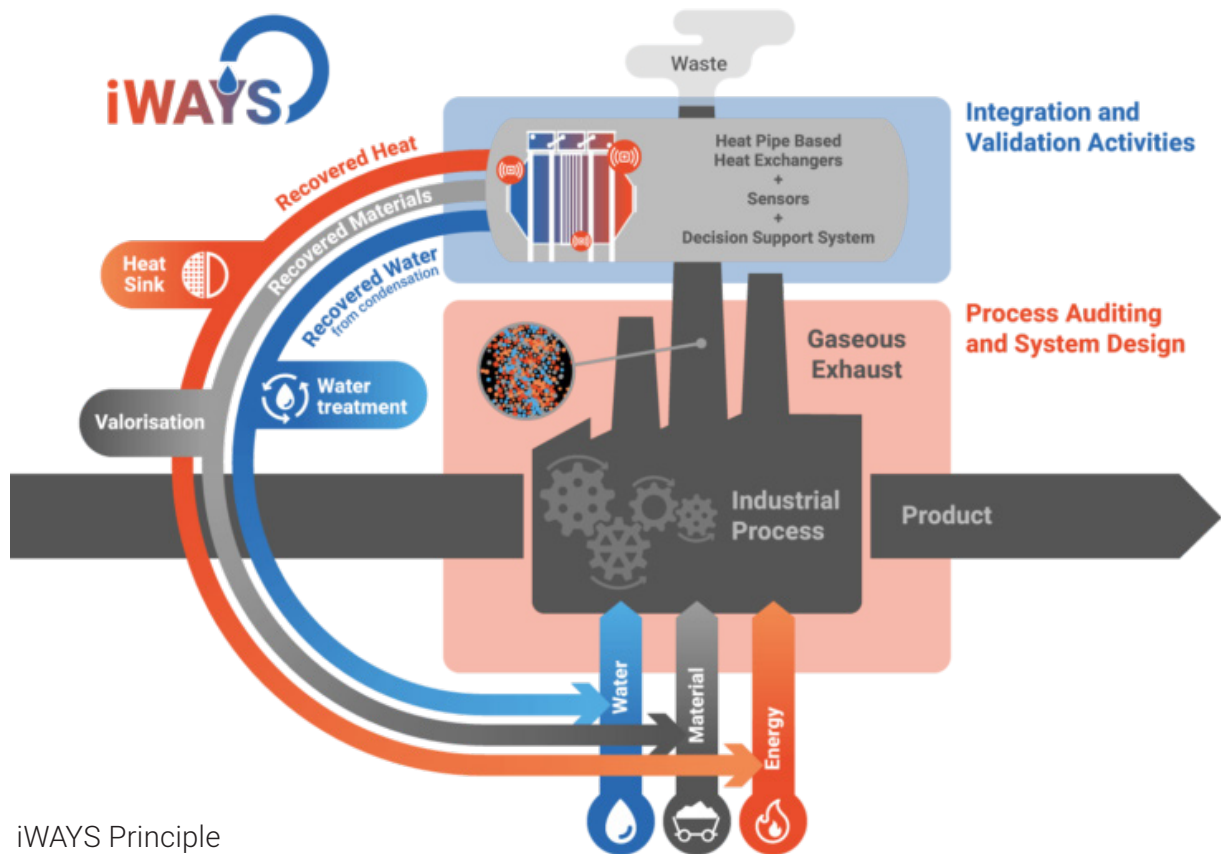 iWAYS
Waste
Integration and
Validation Activities
Heat Pipe Based
Heat Exchangers
+
Sensors
+
Decision Support System
Recovered Heat
Recovered Materials
Recovered Water
from condensation
Heat
Sink
Process Auditing
and System Design
Gaseous
Exhaust
Water
treatment
Valorisation
Industrial
Process
Product
Water
Material
Energy
iWAYS Principle